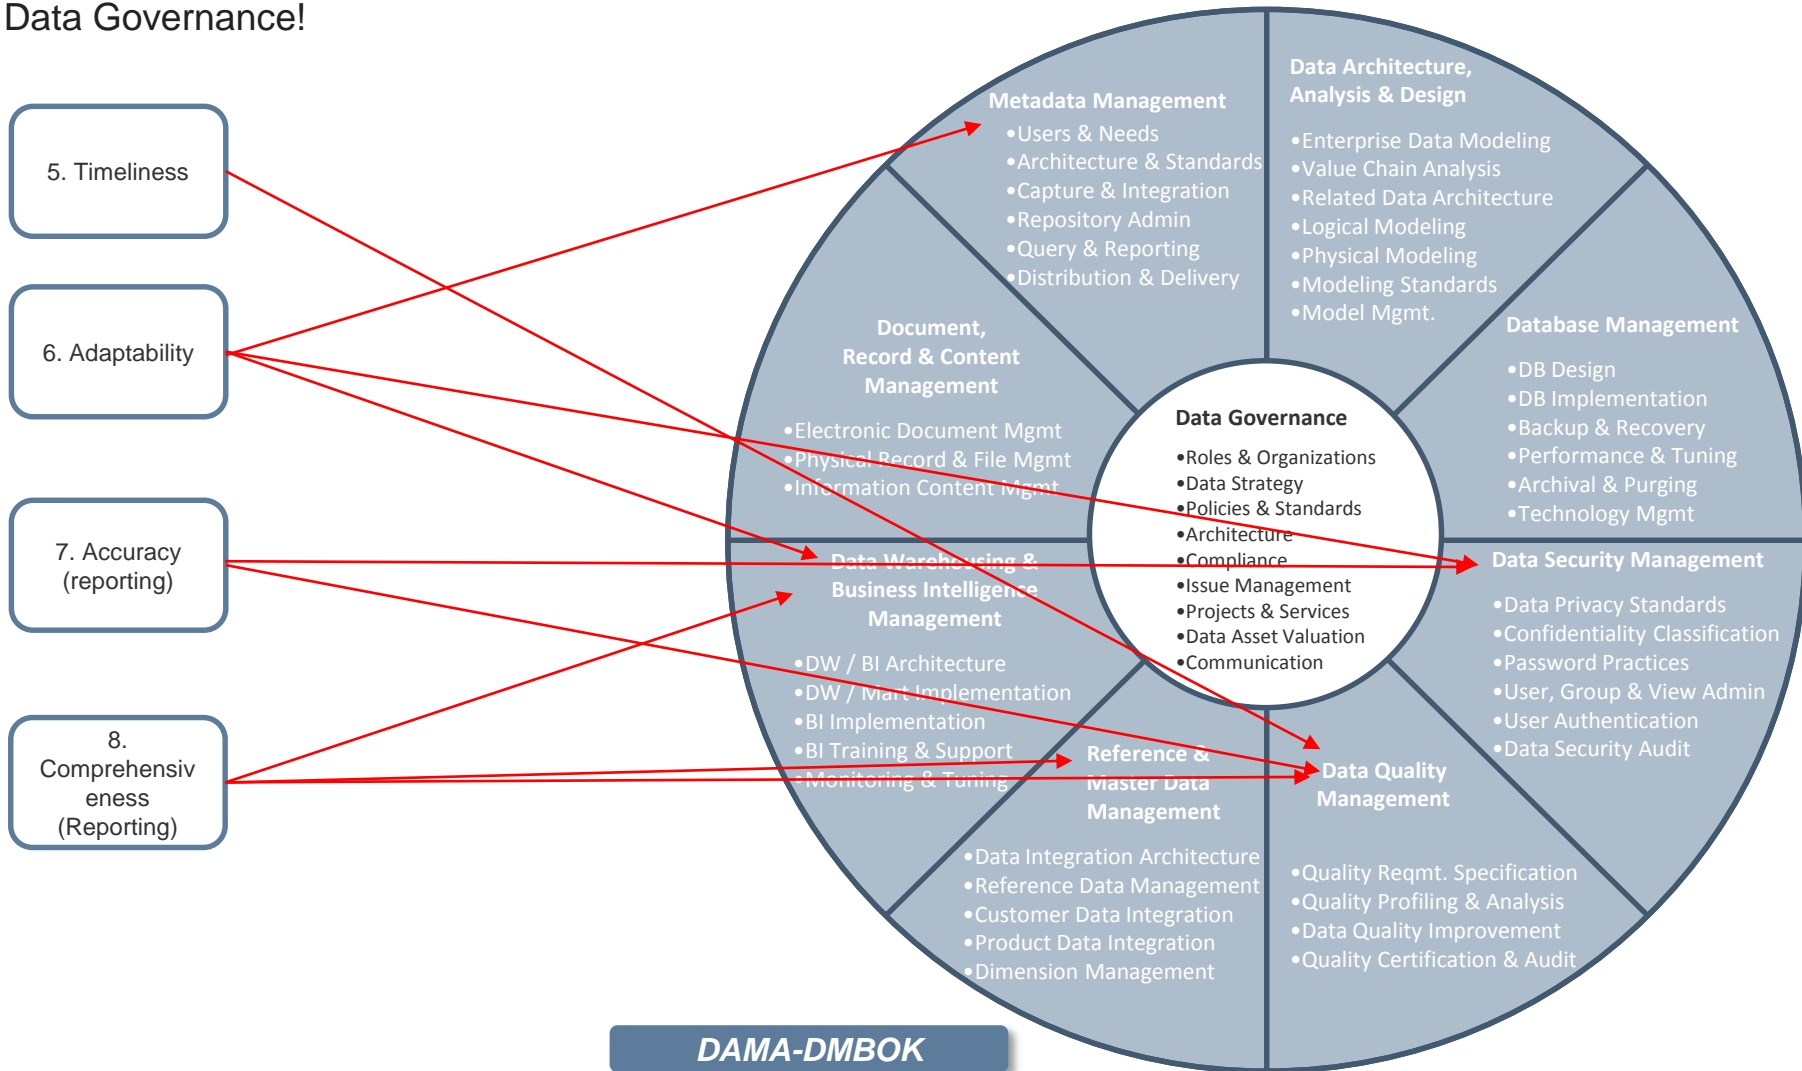 Data Governance!
5. Timeliness
6. Adaptability
7. Accuracy
(reporting)
8.
Comprehensiv
eness
(Reporting)
Metadata Management
•Users & Needs
•Architecture & Standards
•Capture & Integration
•Repository Admin
•Query & Reporting
•Distribution & Delivery
Data Architecture,
Analysis & Design
•Enterprise Data Modeling
•Value Chain Analysis
•Related Data Architecture
•Logical Modeling
•Physical Modeling
•Modeling Standards
•Model Mgmt.
Document,
Record & Content
Management
•Electronic Document Mgmt
•Physical Record & File Mgmt
•Information Content Mgmt
Database Management
•DB Design
•DB Implementation
•Backup & Recovery
•Performance & Tuning
•Archival & Purging
•Technology Mgmt
Data Governance
•Roles & Organizations
•Data Strategy
•Policies & Standards
•Architecture
•Compliance
•Issue Management
•Projects & Services
•Data Asset Valuation
•Communication
Data Warehousing &
Business Intelligence
Management
•DW / BI Architecture
•DW / Mart Implementation
•BI Implementation
•BI Training & Support
•Monitoring & Tuning
Data Security Management
•Data Privacy Standards
•Confidentiality Classification
•Password Practices
•User, Group & View Admin
•User Authentication
•Data Security Audit
Reference &
Master Data
Management
•Data Integration Architecture
•Reference Data Management
•Customer Data Integration
•Product Data Integration
•Dimension Management
Data Quality
Management
•Quality Reqmt. Specification
•Quality Profiling & Analysis
•Data Quality Improvement
•Quality Certification & Audit
DAMA-DMBOK